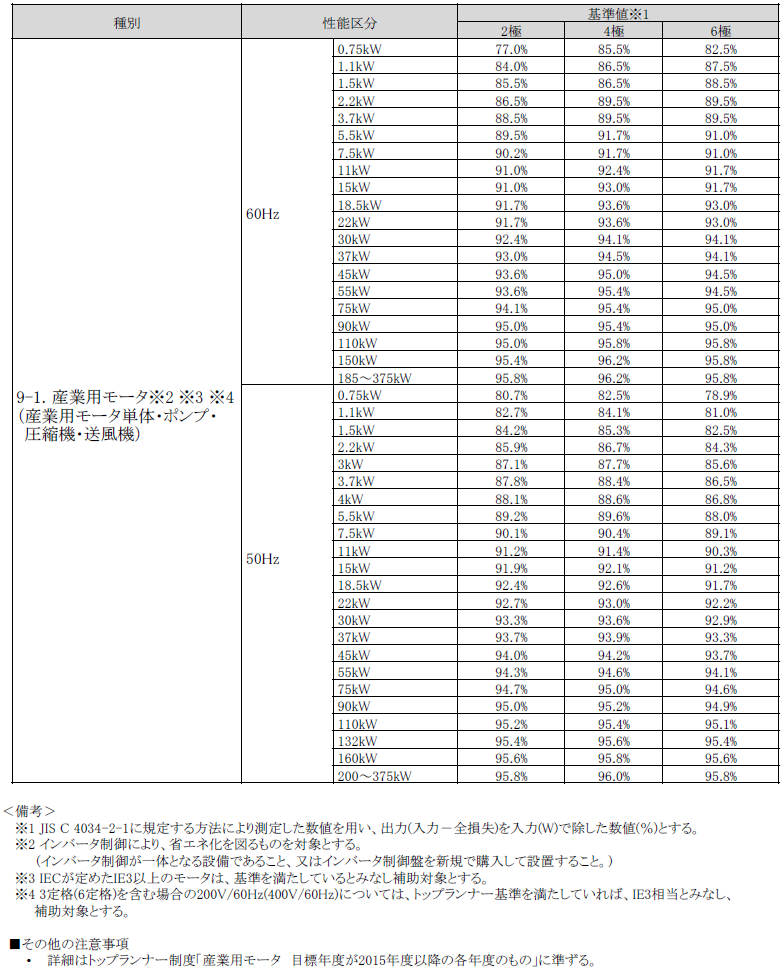 種別 性能区分 基準値※1
2極 4極 6極
9-1. 産業用モータ※2 ※3 ※4
(産業用モータ単体・ポンプ・
圧縮機・送風機)
60Hz
0.75kW 77.0% 85.5% 82.5%
1.1kW 84.0% 86.5% 87.5%
1.5kW 85.5% 86.5% 88.5%
2.2kW 86.5% 89.5% 89.5%
3.7kW 88.5% 89.5% 89.5%
5.5kW 89.5% 91.7% 91.0%
7.5kW 90.2% 91.7% 91.0%
11kW 91.0% 92.4% 91.7%
15kW 91.0% 93.0% 91.7%
18.5kW 91.7% 93.6% 93.0%
22kW 91.7% 93.6% 93.0%
30kW 92.4% 94.1% 94.1%
37kW 93.0% 94.5% 94.1%
45kW 93.6% 95.0% 94.5%
55kW 93.6% 95.4% 94.5%
75kW 94.1% 95.4% 95.0%
90kW 95.0% 95.4% 95.0%
110kW 95.0% 95.8% 95.8%
150kW 95.4% 96.2% 95.8%
185～375kW 95.8% 96.2% 95.8%
50Hz
0.75kW 80.7% 82.5% 78.9%
1.1kW 82.7% 84.1% 81.0%
1.5kW 84.2% 85.3% 82.5%
2.2kW 85.9% 86.7% 84.3%
3kW 87.1% 87.7% 85.6%
3.7kW 87.8% 88.4% 86.5%
4kW 88.1% 88.6% 86.8%
5.5kW 89.2% 89.6% 88.0%
7.5kW 90.1% 90.4% 89.1%
11kW 91.2% 91.4% 90.3%
15kW 91.9% 92.1% 91.2%
18.5kW 92.4% 92.6% 91.7%
22kW 92.7% 93.0% 92.2%
30kW 93.3% 93.6% 92.9%
37kW 93.7% 93.9% 93.3%
45kW 94.0% 94.2% 93.7%
55kW 94.3% 94.6% 94.1%
75kW 94.7% 95.0% 94.6%
90kW 95.0% 95.2% 94.9%
110kW 95.2% 95.4% 95.1%
132kW 95.4% 95.6% 95.4%
160kW 95.6% 95.8% 95.6%
200～375kW 95.8% 96.0% 95.8%
＜備考＞
※1 JIS C 4034-2-1に規定する方法により測定した数値を用い、出力(入力－全損失)を入力(W)で除した数値(%)とする。
※2 インバータ制御により、省エネ化を図るものを対象とする。
(インバータ制御が一体となる設備であること、又はインバータ制御盤を新規で購入して設置すること。)
※3 IECが定めたIE3以上のモータは、基準を満たしているとみなし補助対象とする。
※4 3定格(6定格)を含む場合の200V/60Hz(400V/60Hz)については、トップランナー基準を満たしていれば、IE3相当とみなし、
補助対象とする。
■その他の注意事項
・ 詳細はトップランナー制度「産業用モータ 目標年度が2015年度以降の各年度のもの」に準ずる。